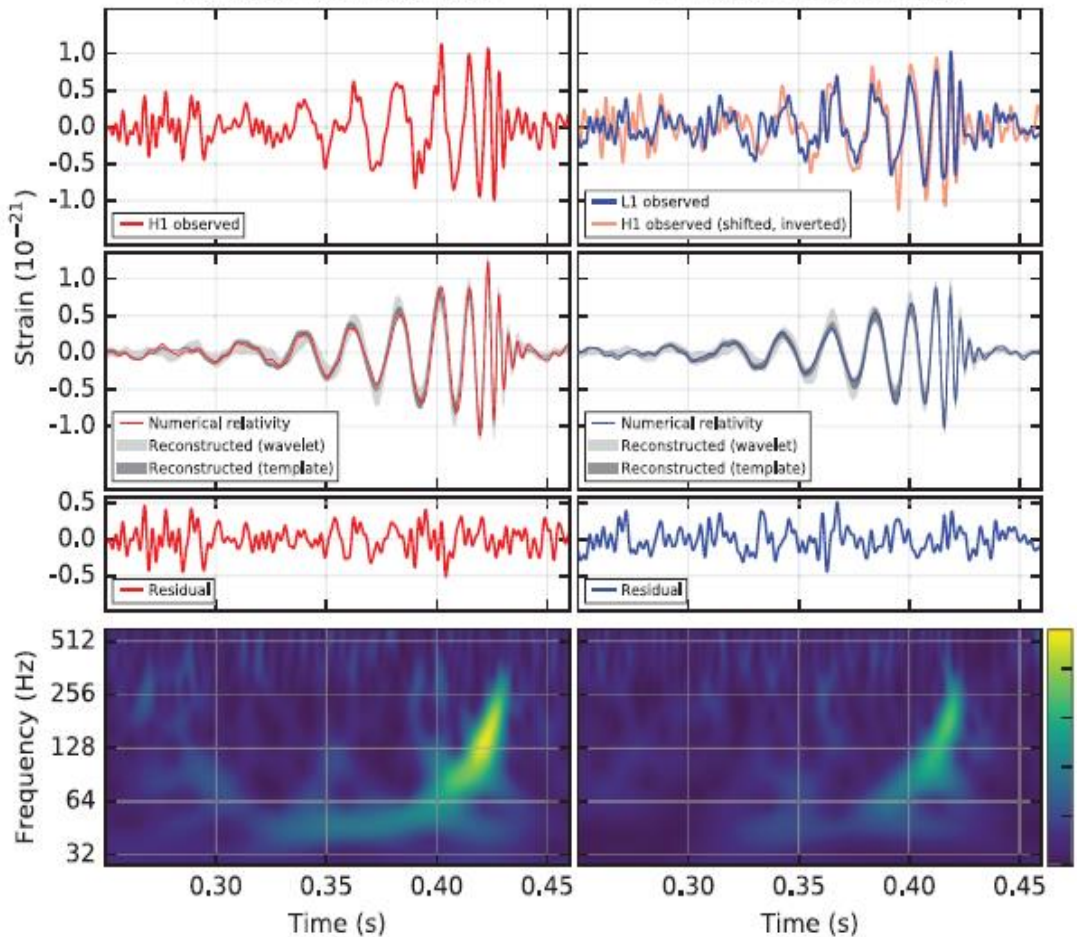 Strain (10⁻²¹)
1.0
0.5
0.0
-0.5
-1.0
H1 observed
L1 observed
H1 observed (shifted, inverted)
1.0
0.5
0.0
-0.5
-1.0
Numerical relativity
Reconstructed (wavelet)
Reconstructed (template)
Numerical relativity
Reconstructed (wavelet)
Reconstructed (template)
0.5
0.0
-0.5
Residual
Residual
Frequency (Hz)
512
256
128
64
32
0.30 0.35 0.40 0.45
0.30 0.35 0.40 0.45
Time (s)
Time (s)